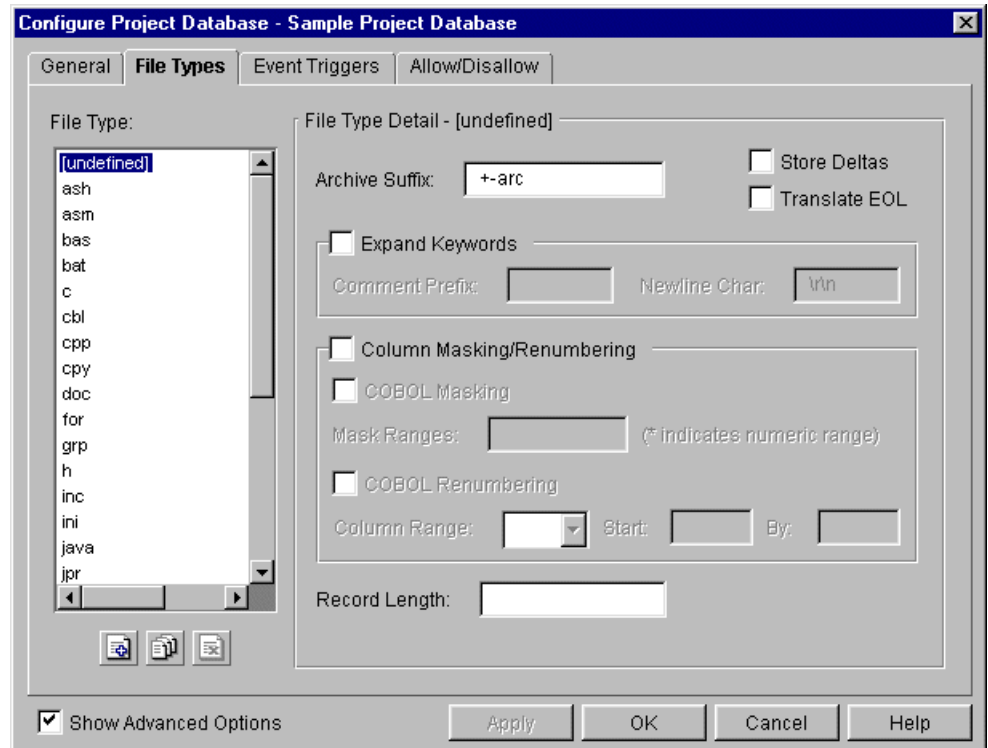 Configure Project Database - Sample Project Database
General File Types Event Triggers Allow/Disallow
File Type:
[undefined]
ash
asm
bas
bat
c
cbl
cpp
cpy
doc
for
grp
h
inc
ini
java
jpr
File Type Detail - [undefined]
Archive Suffix: +-arc
Store Deltas
Translate EOL
Expand Keywords
Comment Prefix: Newline Char: \r\n
Column Masking/Renumbering
COBOL Masking
Mask Ranges: (* indicates numeric range)
COBOL Renumbering
Column Range: Start: By:
Record Length:
Show Advanced Options
Apply OK Cancel Help